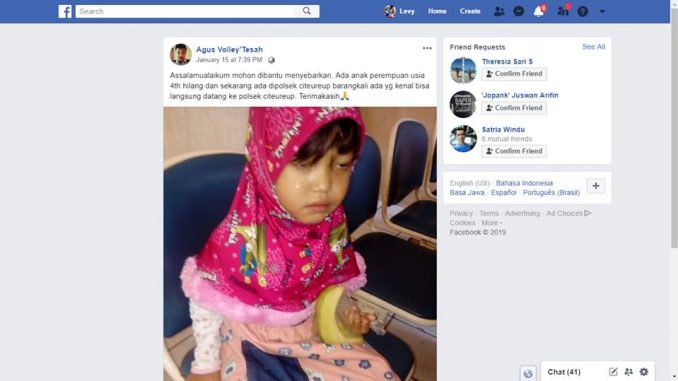 Search
Levy
Home
Create
9
Agus Volley'Tesah
January 15 at 7:39 PM ·
Assalamualaikum mohon dibantu menyebarkan. Ada anak perempuan usia
4th hilang dan sekarang ada dipolsek citeureup barangkali ada yg kenal bisa
langsung datang ke polsek citeureup. Terimakasih🙏
Friend Requests
See All
Theresia Sari S
Confirm Friend
'Jopank' Juswan Arifin
Confirm Friend
Satria Windu
6 mutual friends
Confirm Friend
English (US) · Bahasa Indonesia
Basa Jawa · Español · Português (Brasil)
Privacy · Terms · Advertising · Ad Choices
Cookies · More
Facebook © 2019
Chat (41)